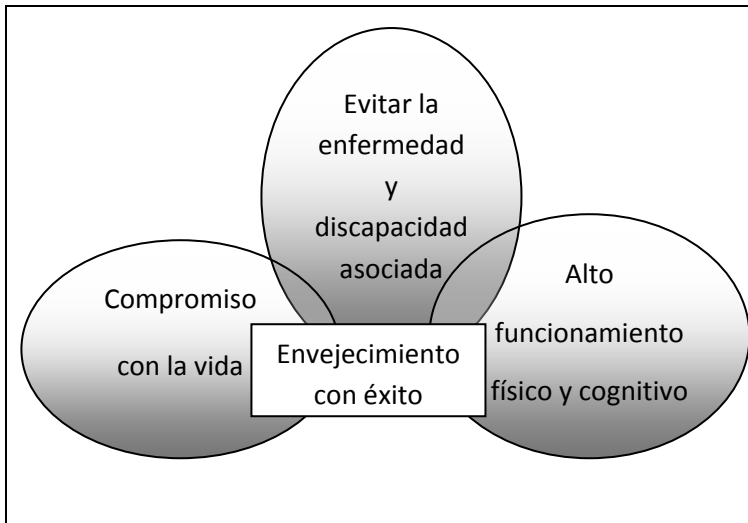 Evitar la
enfermedad
y
discapacidad
asociada
Compromiso
con la vida
Alto
funcionamiento
físico y cognitivo
Envejecimiento
con éxito